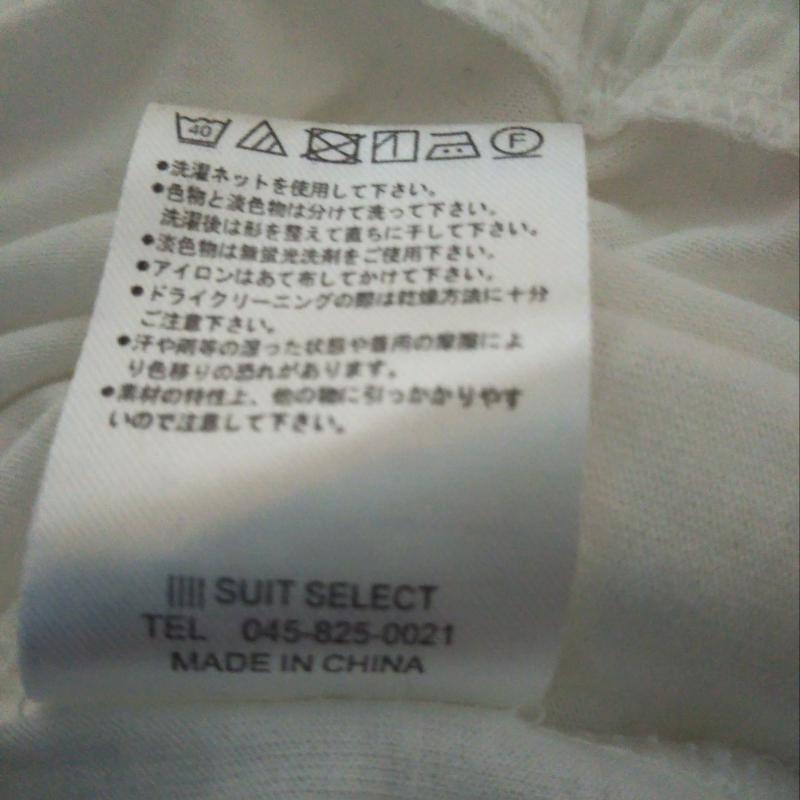 40 F
●洗濯ネットを使用して下さい。
●色物と淡色物は分けて洗って下さい。
洗濯後は形を整えて直ちに干して下さい。
●淡色物は無蛍光洗剤をご使用下さい。
●アイロンはあて布してかけて下さい。
●ドライクリーニングの際は乾燥方法に十分
ご注意下さい。
●汗や雨等の湿った状態や着用の摩擦によ
り色移りの恐れがあります。
●素材の特性上、他の物に引っかかりやす
いので注意して下さい。
SUIT SELECT
TEL 045-825-0021
MADE IN CHINA